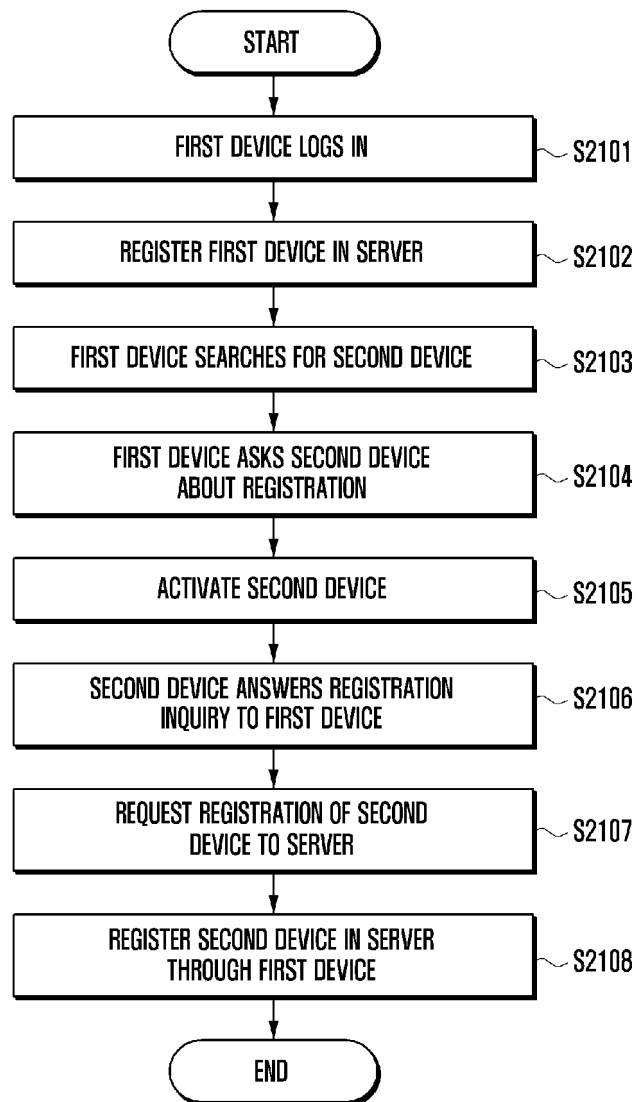 START
FIRST DEVICE LOGS IN
S2101
REGISTER FIRST DEVICE IN SERVER
S2102
FIRST DEVICE SEARCHES FOR SECOND DEVICE
S2103
FIRST DEVICE ASKS SECOND DEVICE
ABOUT REGISTRATION
S2104
ACTIVATE SECOND DEVICE
S2105
SECOND DEVICE ANSWERS REGISTRATION
INQUIRY TO FIRST DEVICE
S2106
REQUEST REGISTRATION OF SECOND
DEVICE TO SERVER
S2107
REGISTER SECOND DEVICE IN SERVER
THROUGH FIRST DEVICE
S2108
END